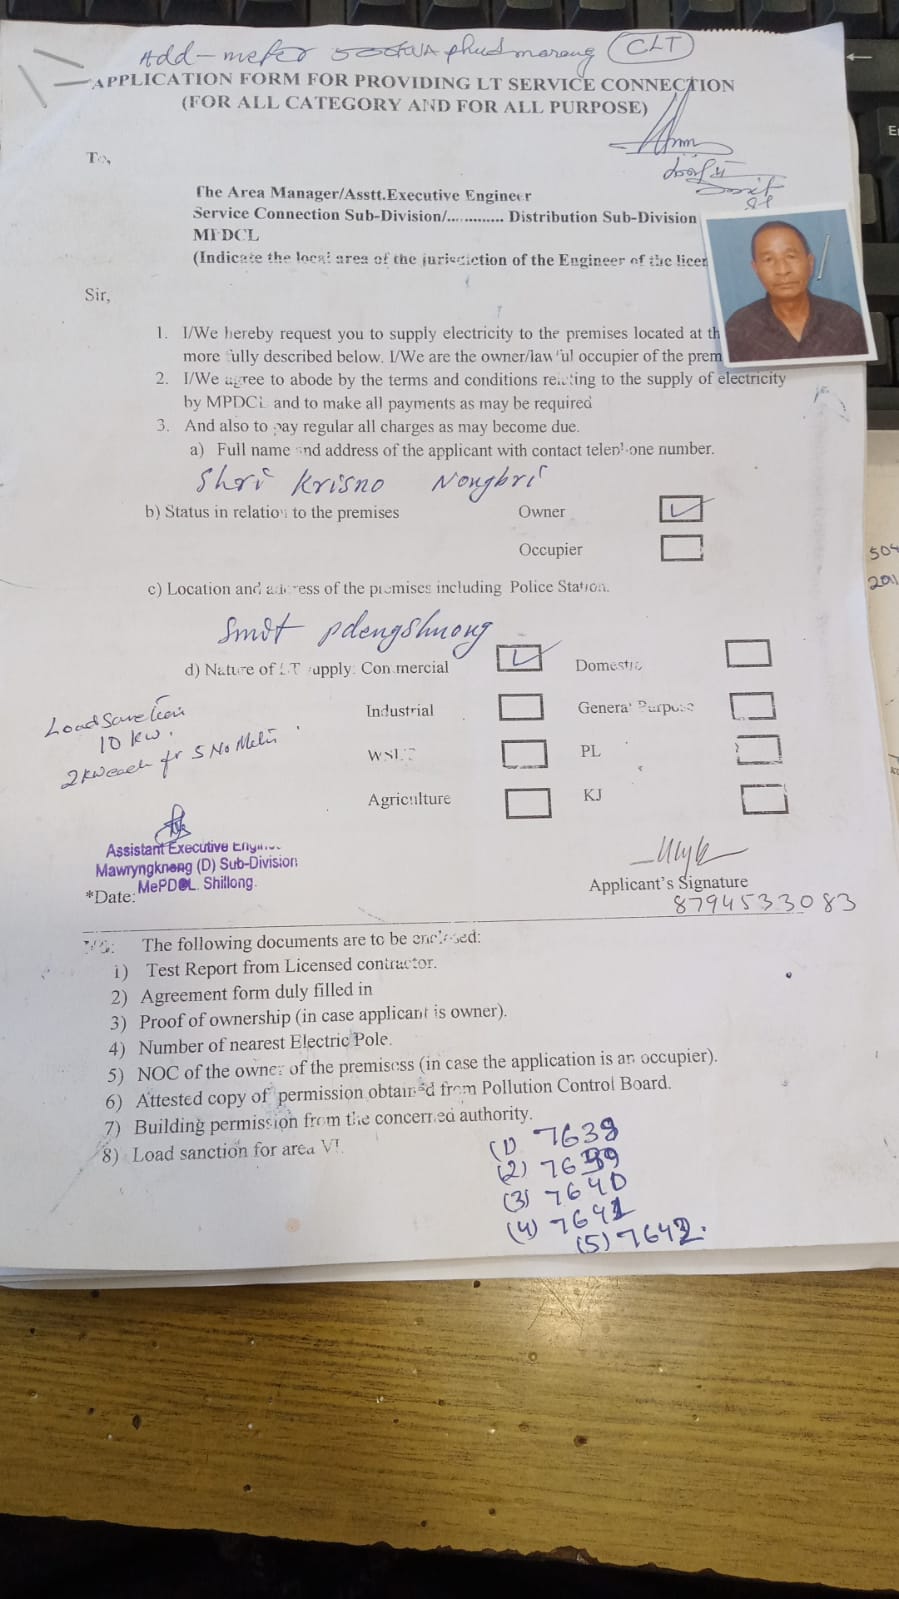 Add-meter 500KVA
CLT
APPLICATION FORM FOR PROVIDING LT SERVICE CONNECTION
(FOR ALL CATEGORY AND FOR ALL PURPOSE)
To,
The Area Manager/Asstt.Executive Engineer
Service Connection Sub-Division/............. Distribution Sub-Division
MPDCL
(Indicate the local area of the jurisdiction of the Engineer of the licen
Sir,
1. I/We hereby request you to supply electricity to the premises located at th
more fully described below. I/We are the owner/lawful occupier of the prem
2. I/We agree to abode by the terms and conditions relating to the supply of electricity
by MPDCL and to make all payments as may be required
3. And also to pay regular all charges as may become due.
a) Full name and address of the applicant with contact telephone number.
Shri Krisno Nongbri
b) Status in relation to the premises Owner
Occupier
c) Location and address of the premises including Police Station.
Smit Pdengshnong
d) Nature of LT supply: Commercial Domestic
Industrial General Purpose
PL
Agriculture KJ
Load Sanction
10 KW.
2 KW each for 5 No Meter.
Assistant Executive Engineer
Mawryngkneng (D) Sub-Division
MePDCL, Shillong.
*Date:
Applicant's Signature
8794533083
The following documents are to be enclosed:
1) Test Report from Licensed contractor.
2) Agreement form duly filled in
3) Proof of ownership (in case applicant is owner).
4) Number of nearest Electric Pole.
5) NOC of the owner of the premisess (in case the application is an occupier).
6) Attested copy of permission obtained from Pollution Control Board.
7) Building permission from the concerned authority.
8) Load sanction for area
(1) 7638
(2) 7639
(3) 7640
(4) 7641
(5) 7642.